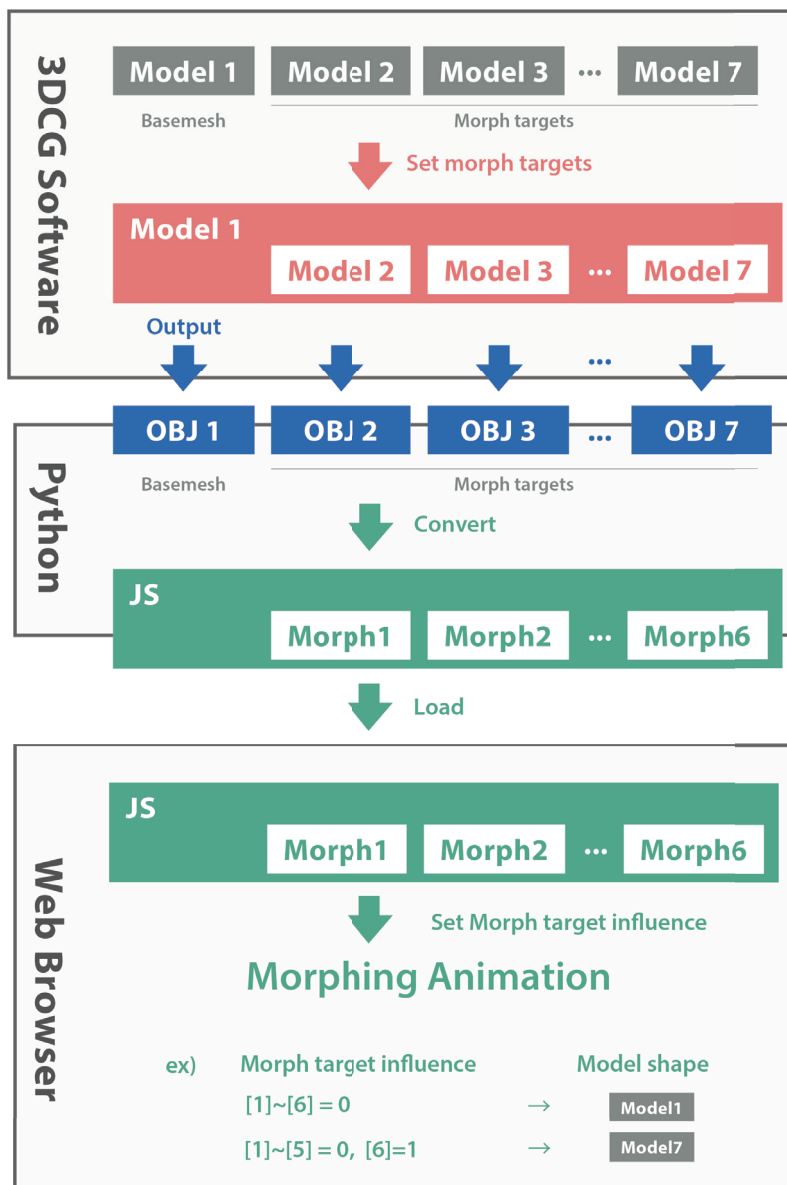 3DCG Software
Model 1 Model 2 Model 3 ... Model 7
Basemesh Morph targets
Set morph targets
Model 1
Model 2 Model 3 ... Model 7
Output
...
Python
OBJ 1 OBJ 2 OBJ 3 ... OBJ 7
Basemesh Morph targets
Convert
JS
Morph1 Morph2 ... Morph6
Load
Web Browser
JS
Morph1 Morph2 ... Morph6
Set Morph target influence
Morphing Animation
ex) Morph target influence Model shape
[1]~[6] = 0 → Model1
[1]~[5] = 0, [6]=1 → Model7